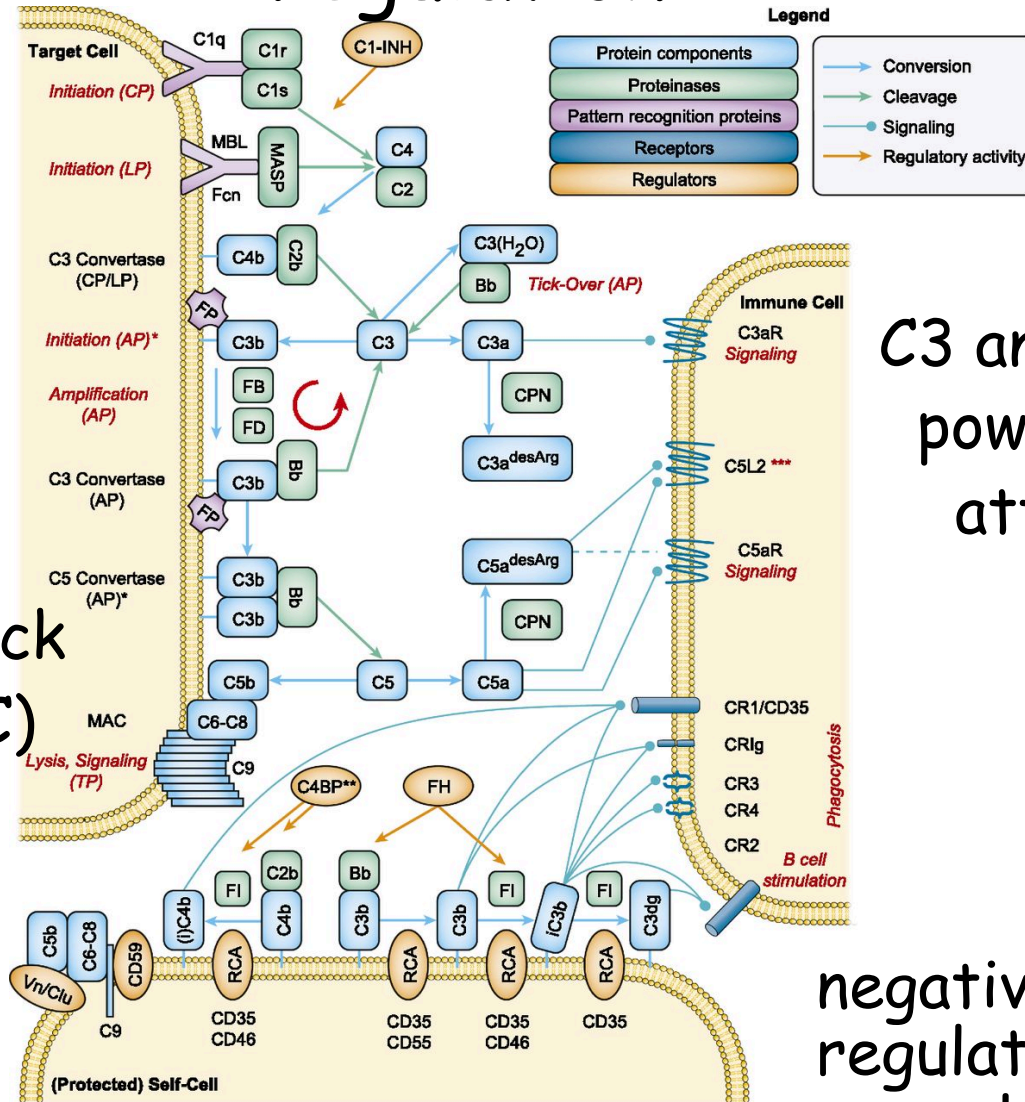 Legend
Protein components
Proteinases
Pattern recognition proteins
Receptors
Regulators
Conversion
Cleavage
Signaling
Regulatory activity
Target Cell
C1q
C1r
C1s
C1-INH
Initiation (CP)
MBL
MASP
Fcn
Initiation (LP)
C4
C2
C3 Convertase
(CP/LP)
C4b
C2b
C3(H2O)
Bb
Tick-Over (AP)
Immune Cell
FP
Initiation (AP)*
C3b
C3
C3a
C3aR
Signaling
Amplification
(AP)
FB
FD
CPN
C3adesArg
C3 Convertase
(AP)
C3b
Bb
FP
C5L2 ***
C5 Convertase
(AP)*
C3b
C3b
Bb
C5adesArg
CPN
C5aR
Signaling
C5b
C5
C5a
MAC
C6-C8
C9
Lysis, Signaling
(TP)
CR1/CD35
CRIg
CR3
CR4
CR2
Phagocytosis
B cell
stimulation
C4BP**
FH
(i)C4b
FI
C2b
C4b
Bb
C3b
C3b
FI
iC3b
FI
C3dg
C5b
C6-C8
Vn/Clu
C9
CD59
RCA
RCA
RCA
RCA
CD35
CD46
CD35
CD55
CD35
CD46
CD35
(Protected) Self-Cell
C3